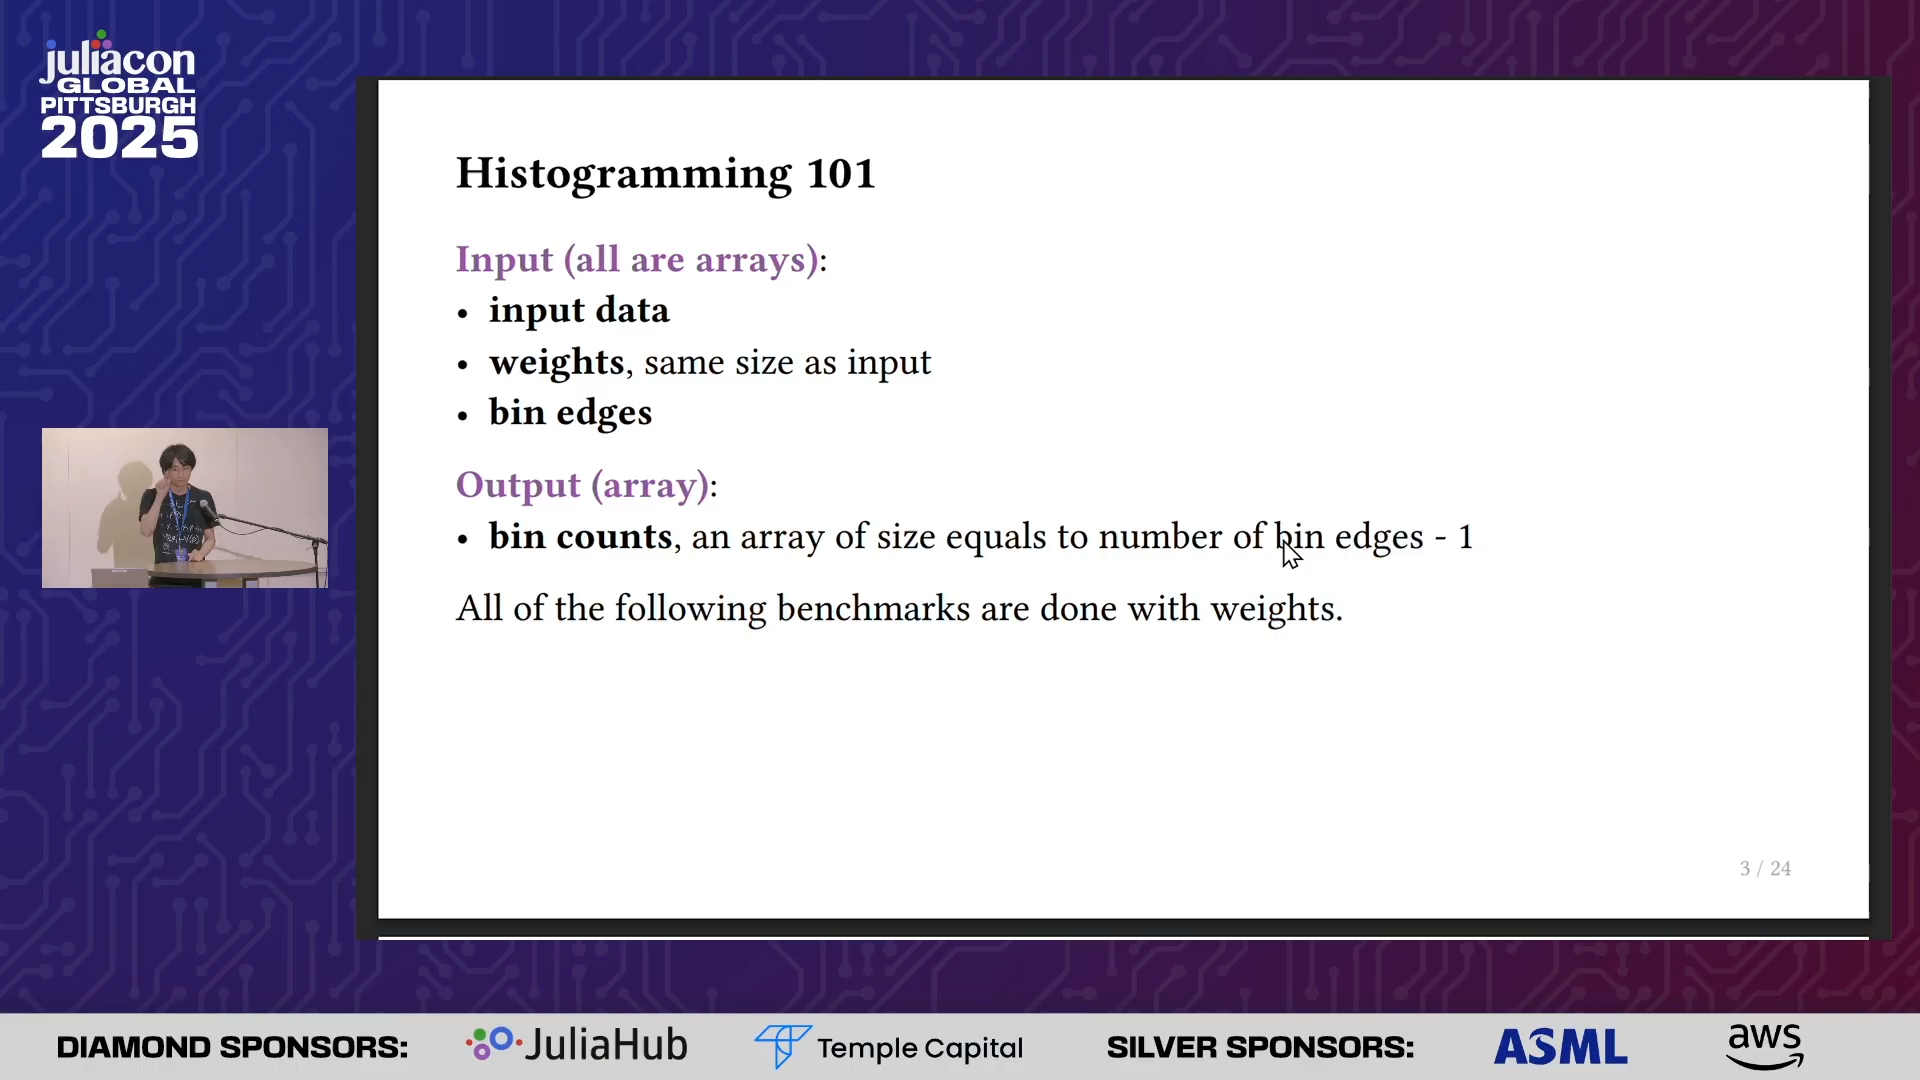 juliacon
GLOBAL
PITTSBURGH
2025
Histogramming 101
Input (all are arrays):
• input data
• weights, same size as input
• bin edges
Output (array):
• bin counts, an array of size equals to number of bin edges - 1
All of the following benchmarks are done with weights.
3 / 24
DIAMOND SPONSORS: JuliaHub Temple Capital SILVER SPONSORS: ASML aws